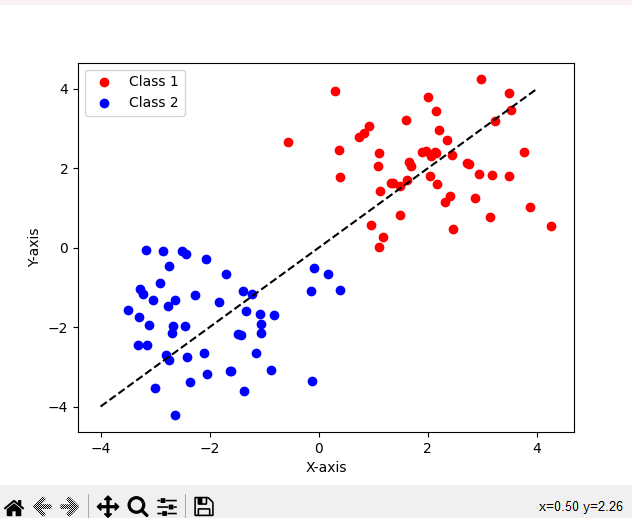 Class 1
Class 2
4
2
0
−2
−4
Y-axis
−4 −2 0 2 4
X-axis
x=0.50 y=2.26